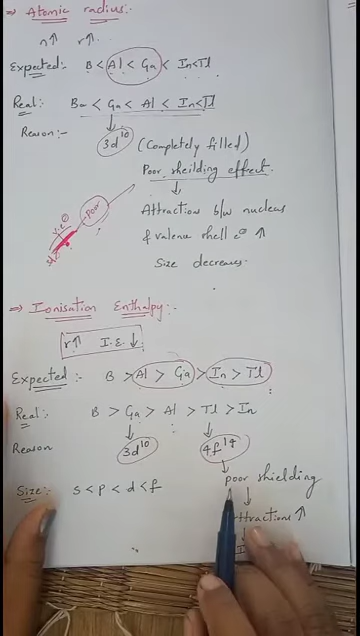 ⇒ Atomic radius:
n↑ r↑
Expected:- B < Al < Ga < In < Tl
Real:- B < Ga < Al < In < Tl
Reason:- 3d¹⁰ (Completely filled)
Poor sheilding effect.
↓
poor
Attraction b/w nucleus
& valence shell e⊖ ↑
Size decreases.
⇒ Ionisation Enthalpy:-
r↑ I.E.↓
Expected:- B > Al > Ga > In > Tl
Real:- B > Ga > Al > Tl > In
Reason 3d¹⁰ 4f¹⁴
↓
poor shielding
Size:- s < p < d < f
↓
attractions ↑